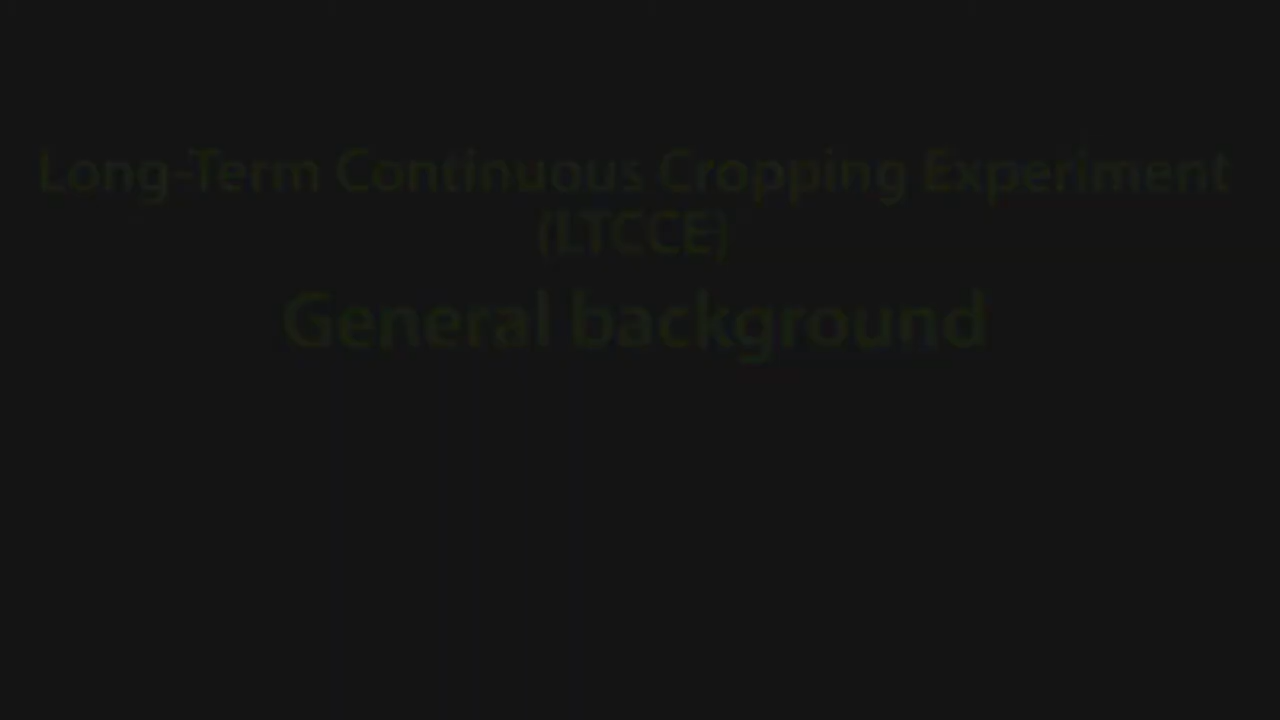 Long-Term Continuous Cropping Experiment
(LTCCE)
General background